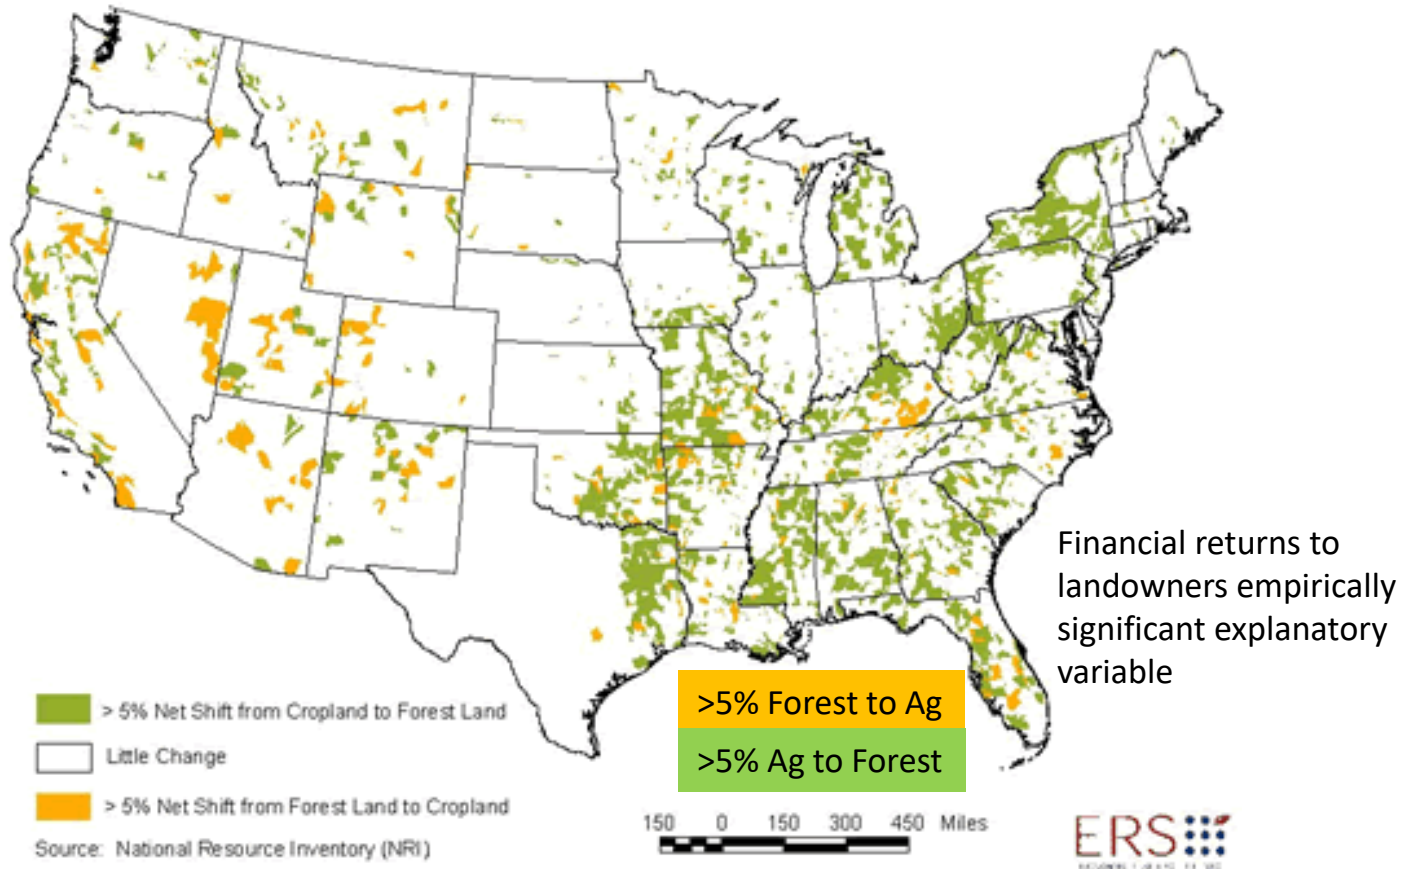 Financial returns to
landowners empirically
significant explanatory
variable
> 5% Net Shift from Cropland to Forest Land
Little Change
> 5% Net Shift from Forest Land to Cropland
Source: National Resource Inventory (NRI)
>5% Forest to Ag
>5% Ag to Forest
150 0 150 300 450 Miles
ERS